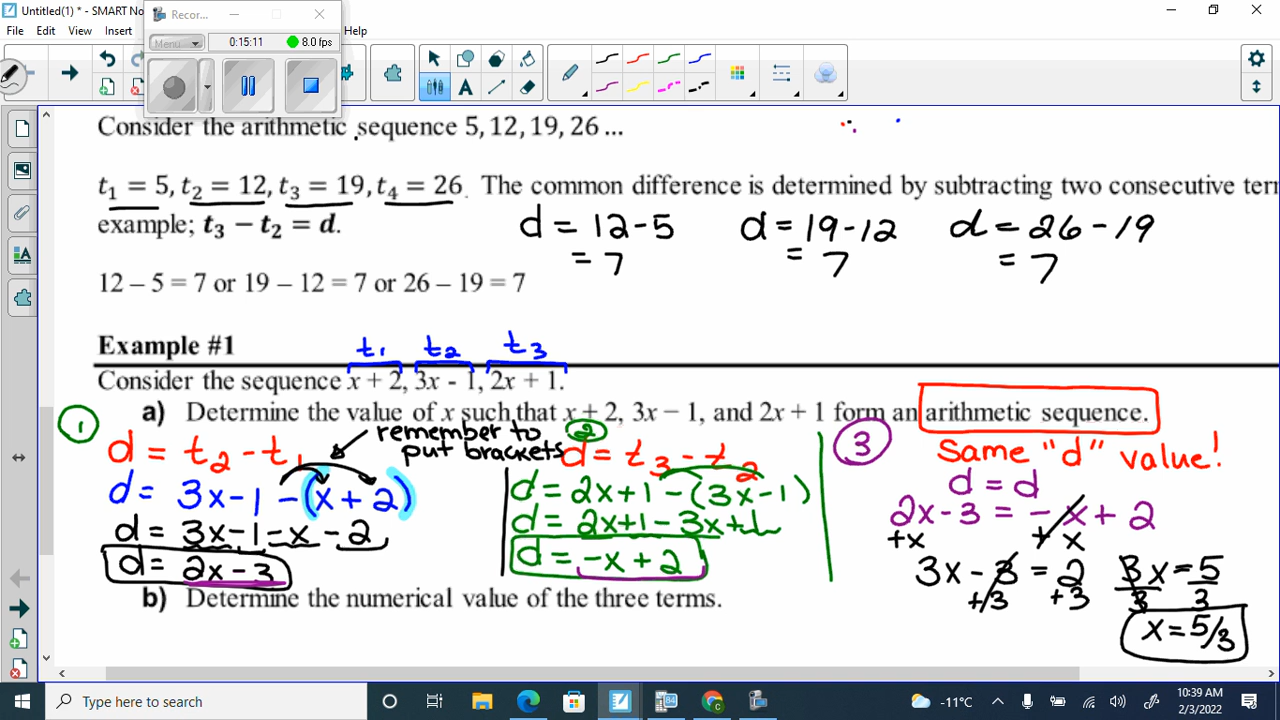 Untitled(1) * - SMART No
Recor...
File Edit View Insert
Help
Menu
0:15:11
8.0 fps
Consider the arithmetic sequence 5, 12, 19, 26 ...
t₁ = 5, t₂ = 12, t₃ = 19, t₄ = 26. The common difference is determined by subtracting two consecutive ter
example; t₃ − t₂ = d.
d = 12 - 5
= 7
d = 19 - 12
= 7
d = 26 - 19
= 7
12 – 5 = 7 or 19 – 12 = 7 or 26 – 19 = 7
Example #1
t₁ t₂ t₃
Consider the sequence x + 2, 3x - 1, 2x + 1.
a) Determine the value of x such that x + 2, 3x − 1, and 2x + 1 form an arithmetic sequence.
1
d = t₂ - t₁
remember to
put brackets
d = 3x - 1 - (x + 2)
d = 3x - 1 - x - 2
d = 2x - 3
2
d = t₃ - t₂
d = 2x + 1 - (3x - 1)
d = 2x + 1 - 3x + 1
d = -x + 2
3
Same "d" value!
d = d
2x - 3 = -x + 2
+x +x
3x - 3 = 2
+3 +3
3x = 5
3 3
x = 5/3
b) Determine the numerical value of the three terms.
Type here to search
-11°C
10:39 AM
2/3/2022